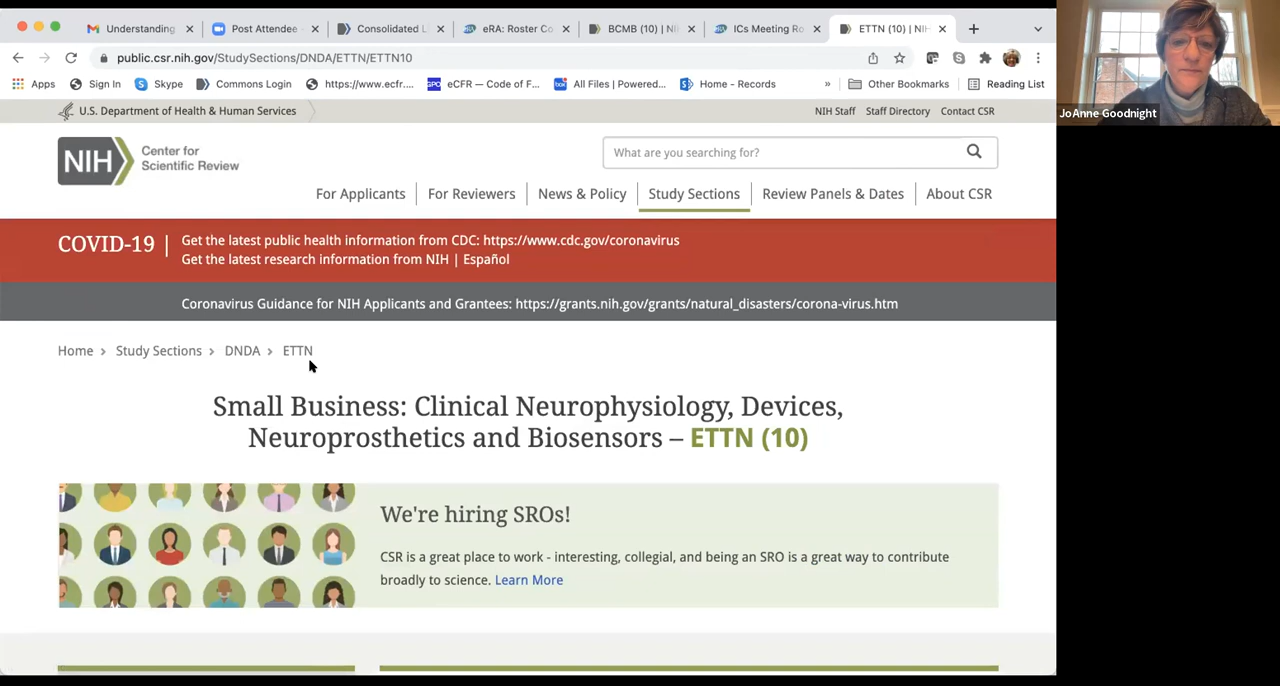 Understanding
Post Attendee
Consolidated L
eRA: Roster Co
BCMB (10) | NI
ICs Meeting Ro
ETTN (10) | NIH
public.csr.nih.gov/StudySections/DNDA/ETTN/ETTN10
Apps
Sign In
Skype
Commons Login
https://www.ecfr....
GPO
eCFR — Code of F...
box
All Files | Powered...
Home - Records
»
Other Bookmarks
Reading List
U.S. Department of Health & Human Services
NIH Staff
Staff Directory
Contact CSR
NIH
Center for
Scientific Review
What are you searching for?
For Applicants
For Reviewers
News & Policy
Study Sections
Review Panels & Dates
About CSR
COVID-19 |
Get the latest public health information from CDC: https://www.cdc.gov/coronavirus
Get the latest research information from NIH | Español
Coronavirus Guidance for NIH Applicants and Grantees: https://grants.nih.gov/grants/natural_disasters/corona-virus.htm
Home > Study Sections > DNDA > ETTN
Small Business: Clinical Neurophysiology, Devices,
Neuroprosthetics and Biosensors – ETTN (10)
We're hiring SROs!
CSR is a great place to work - interesting, collegial, and being an SRO is a great way to contribute
broadly to science. Learn More
JoAnne Goodnight